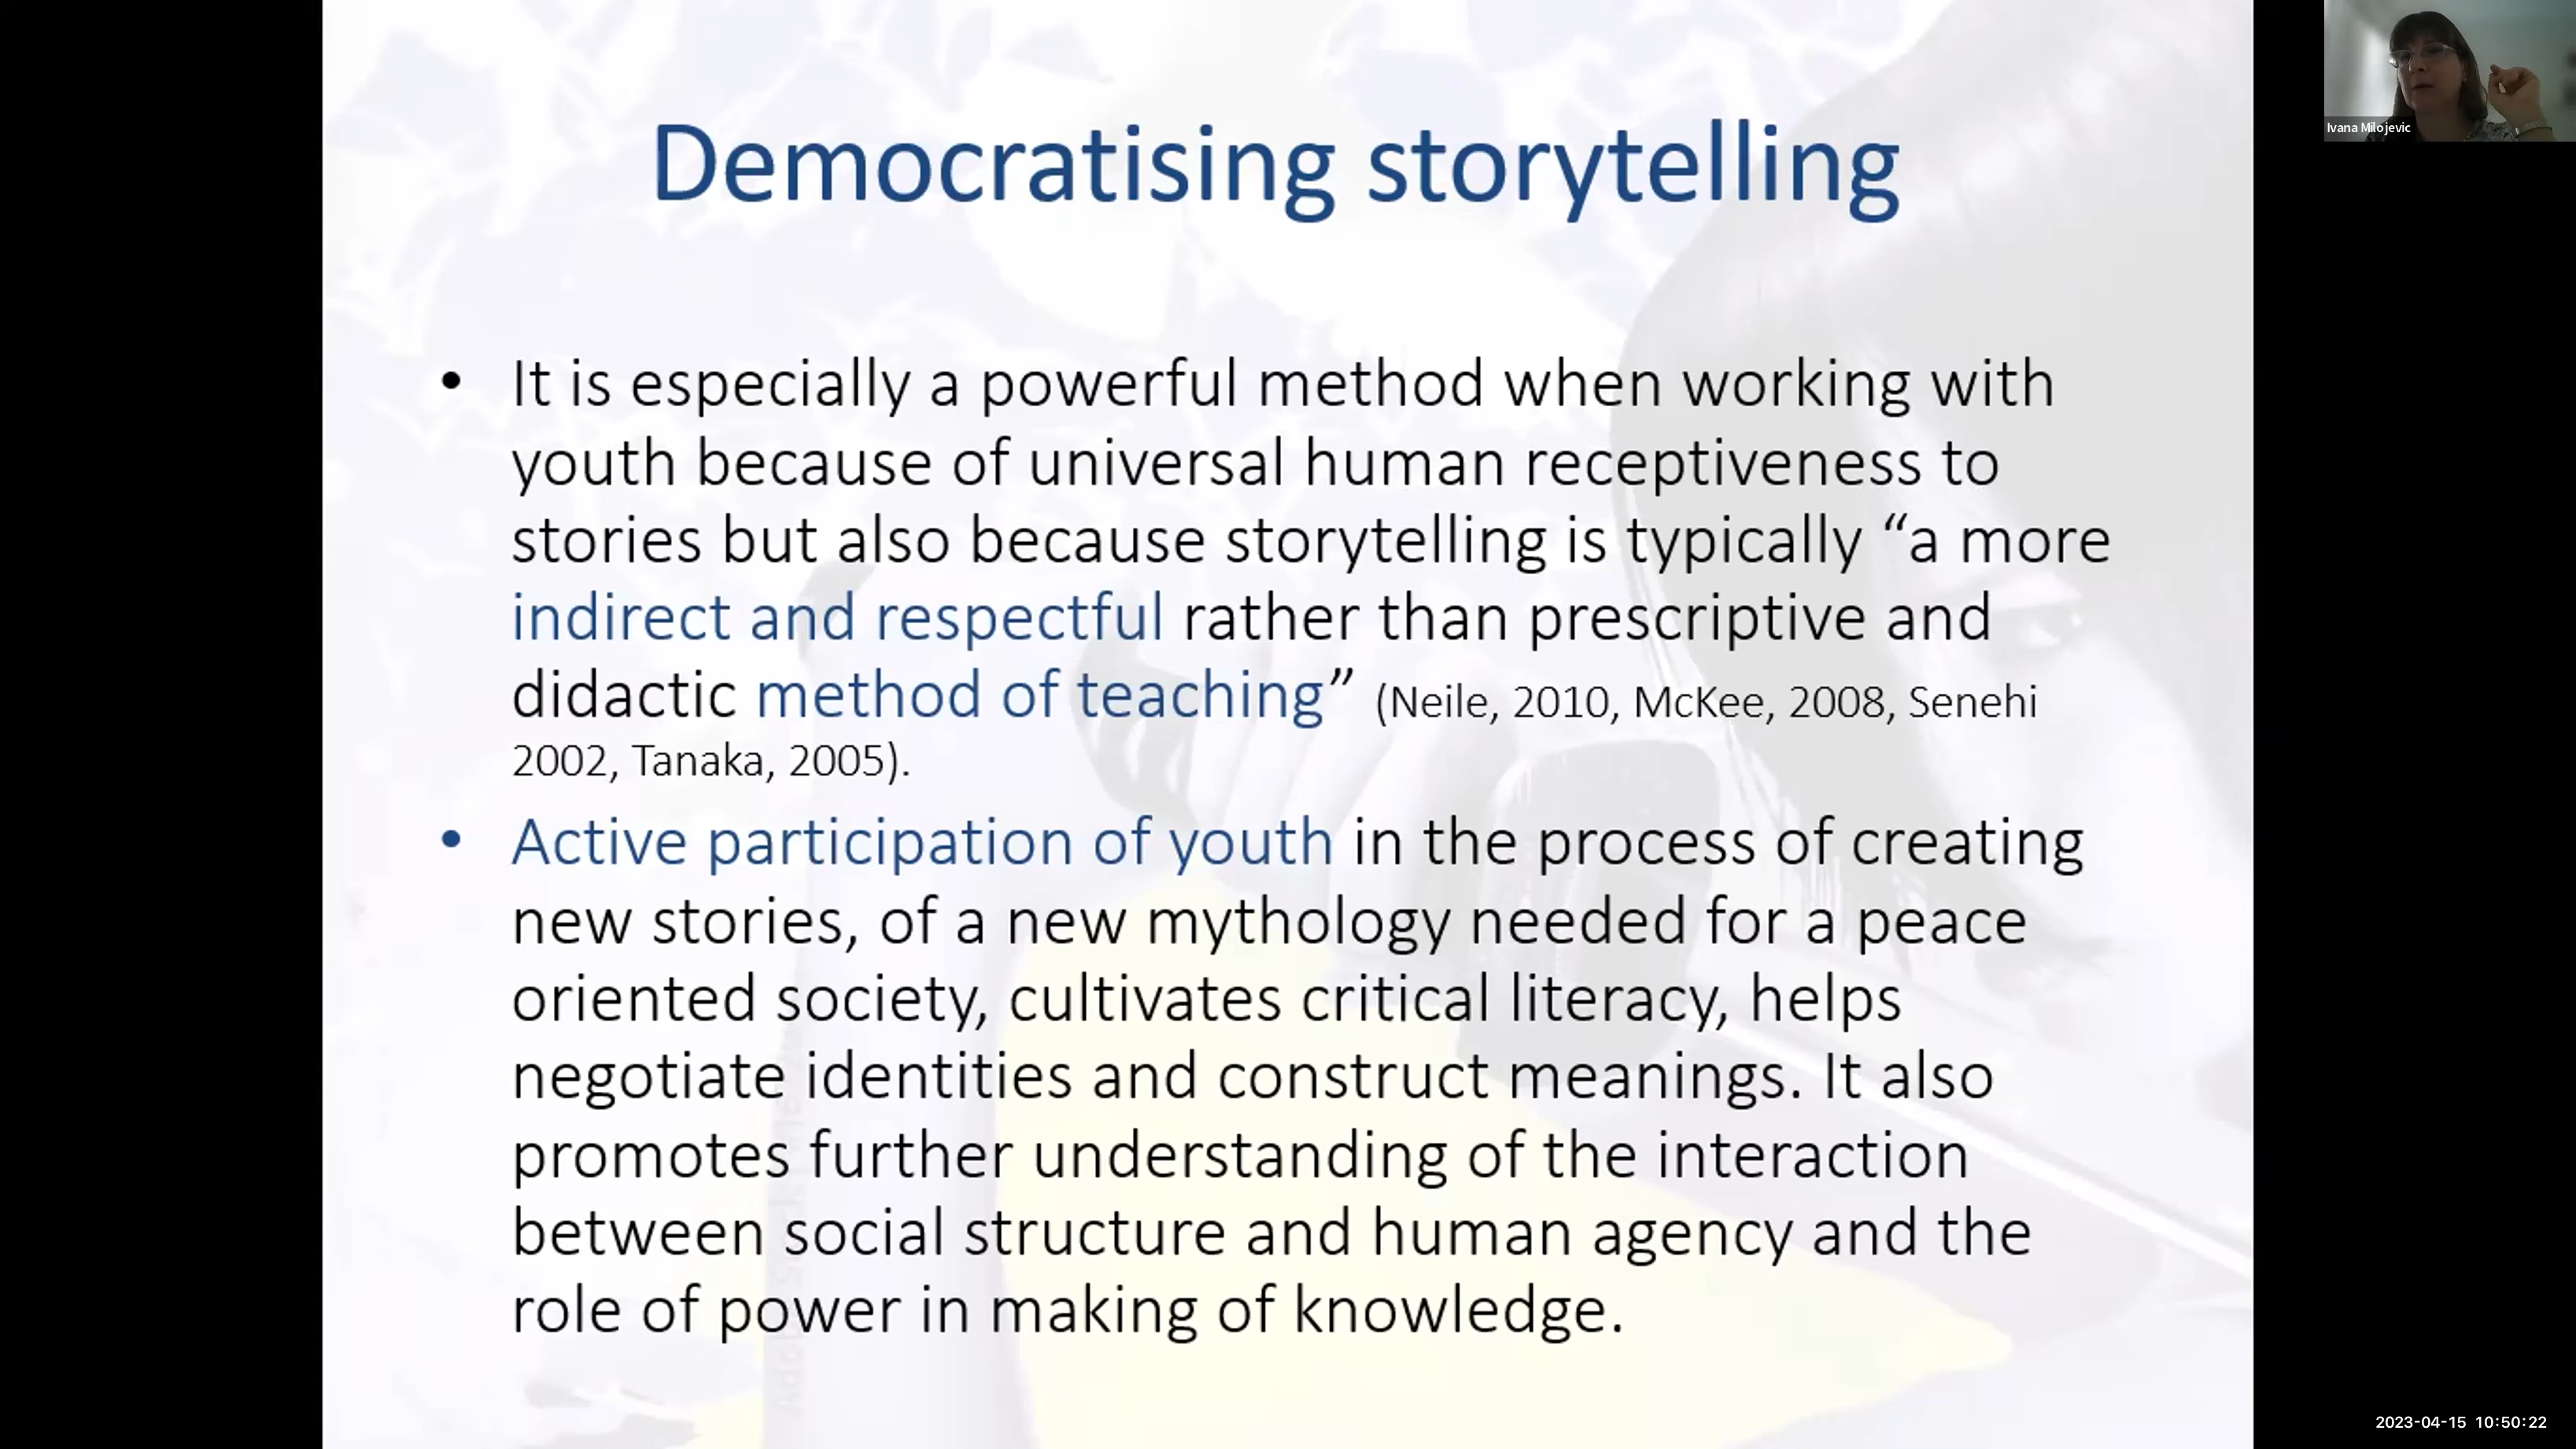 Democratising storytelling
• It is especially a powerful method when working with
youth because of universal human receptiveness to
stories but also because storytelling is typically “a more
indirect and respectful rather than prescriptive and
didactic method of teaching” (Neile, 2010, McKee, 2008, Senehi
2002, Tanaka, 2005).
• Active participation of youth in the process of creating
new stories, of a new mythology needed for a peace
oriented society, cultivates critical literacy, helps
negotiate identities and construct meanings. It also
promotes further understanding of the interaction
between social structure and human agency and the
role of power in making of knowledge.
Ivana Milojevic
2023-04-15 10:50:22